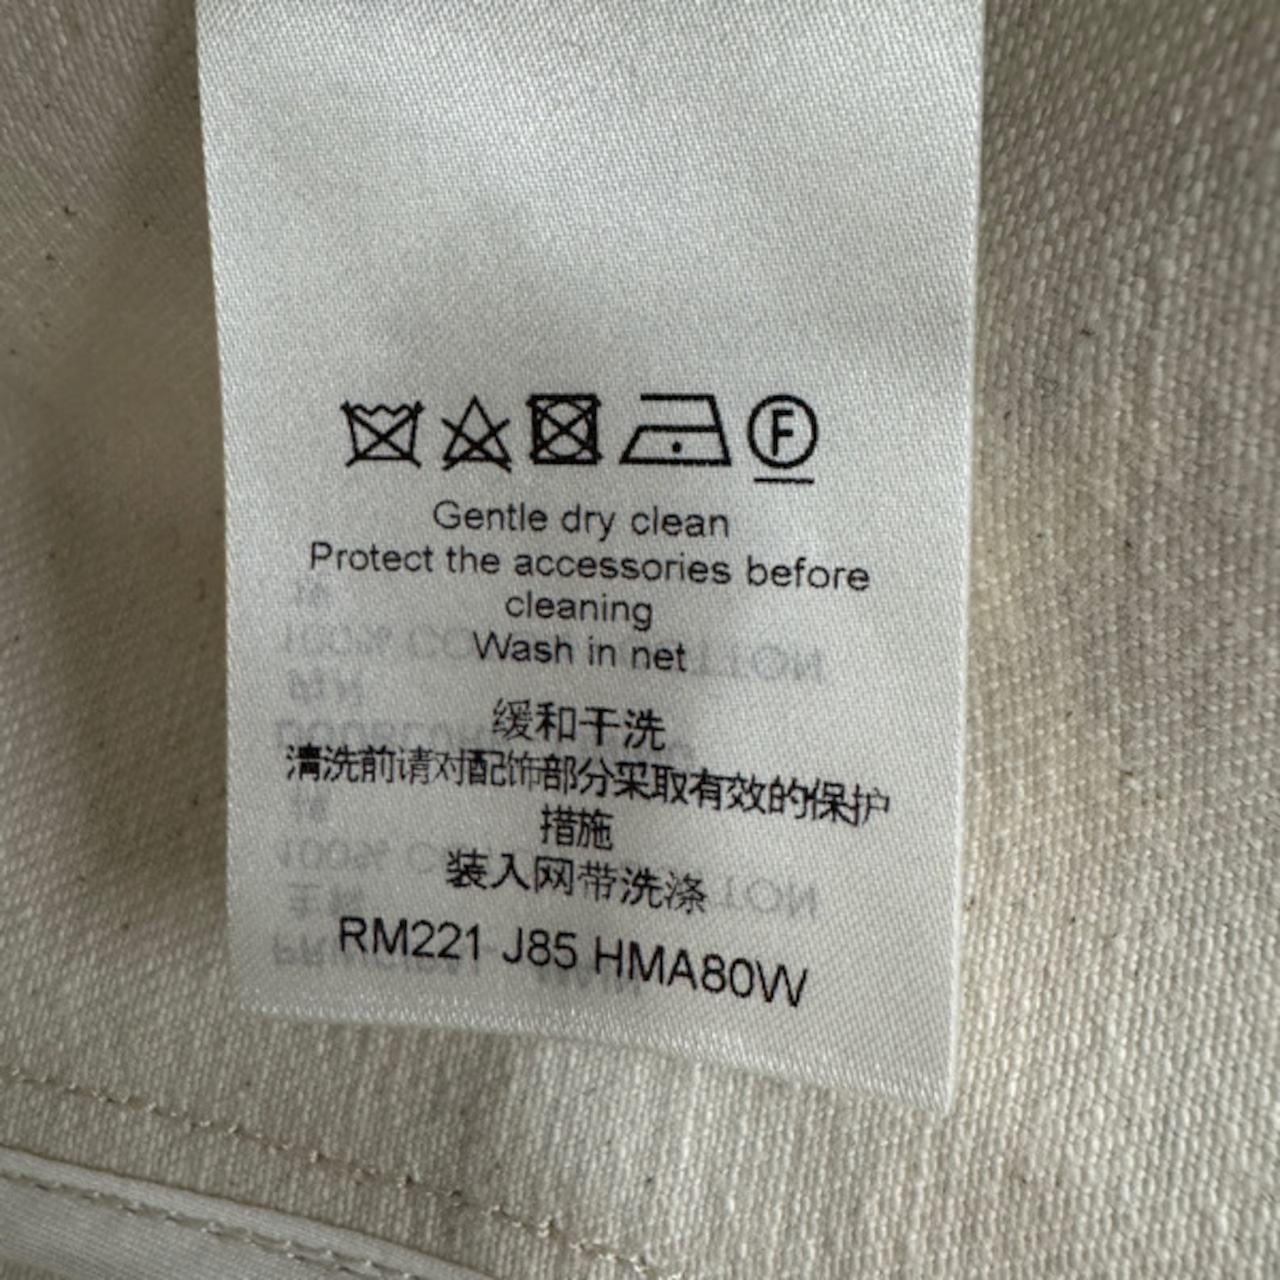 F
Gentle dry clean
Protect the accessories before
cleaning
Wash in net
缓和干洗
清洗前请对配饰部分采取有效的保护
措施
装入网带洗涤
RM221 J85 HMA80W